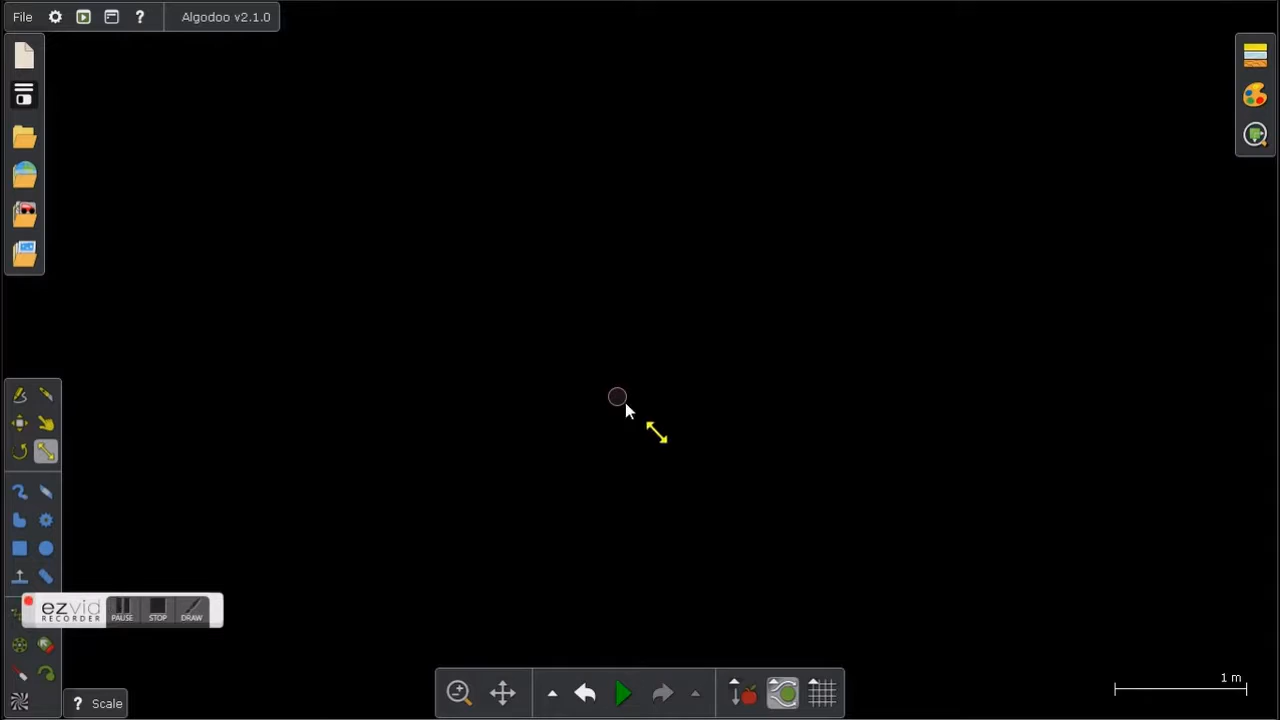 File ? Algodoo v2.1.0
ezvid
RECORDER
PAUSE STOP DRAW
? Scale
1 m